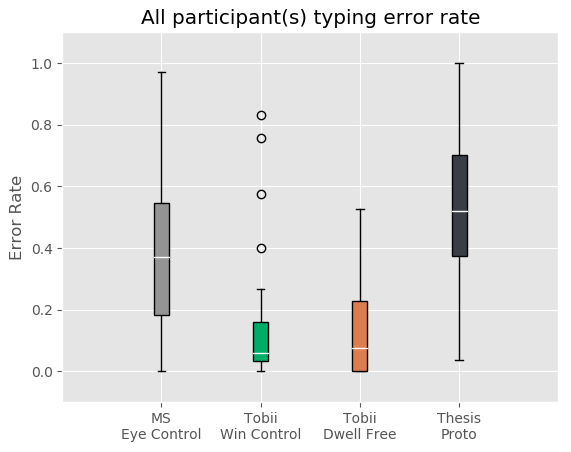 All participant(s) typing error rate
1.0
0.8
0.6
0.4
0.2
0.0
Error Rate
MS
Eye Control
Tobii
Win Control
Tobii
Dwell Free
Thesis
Proto